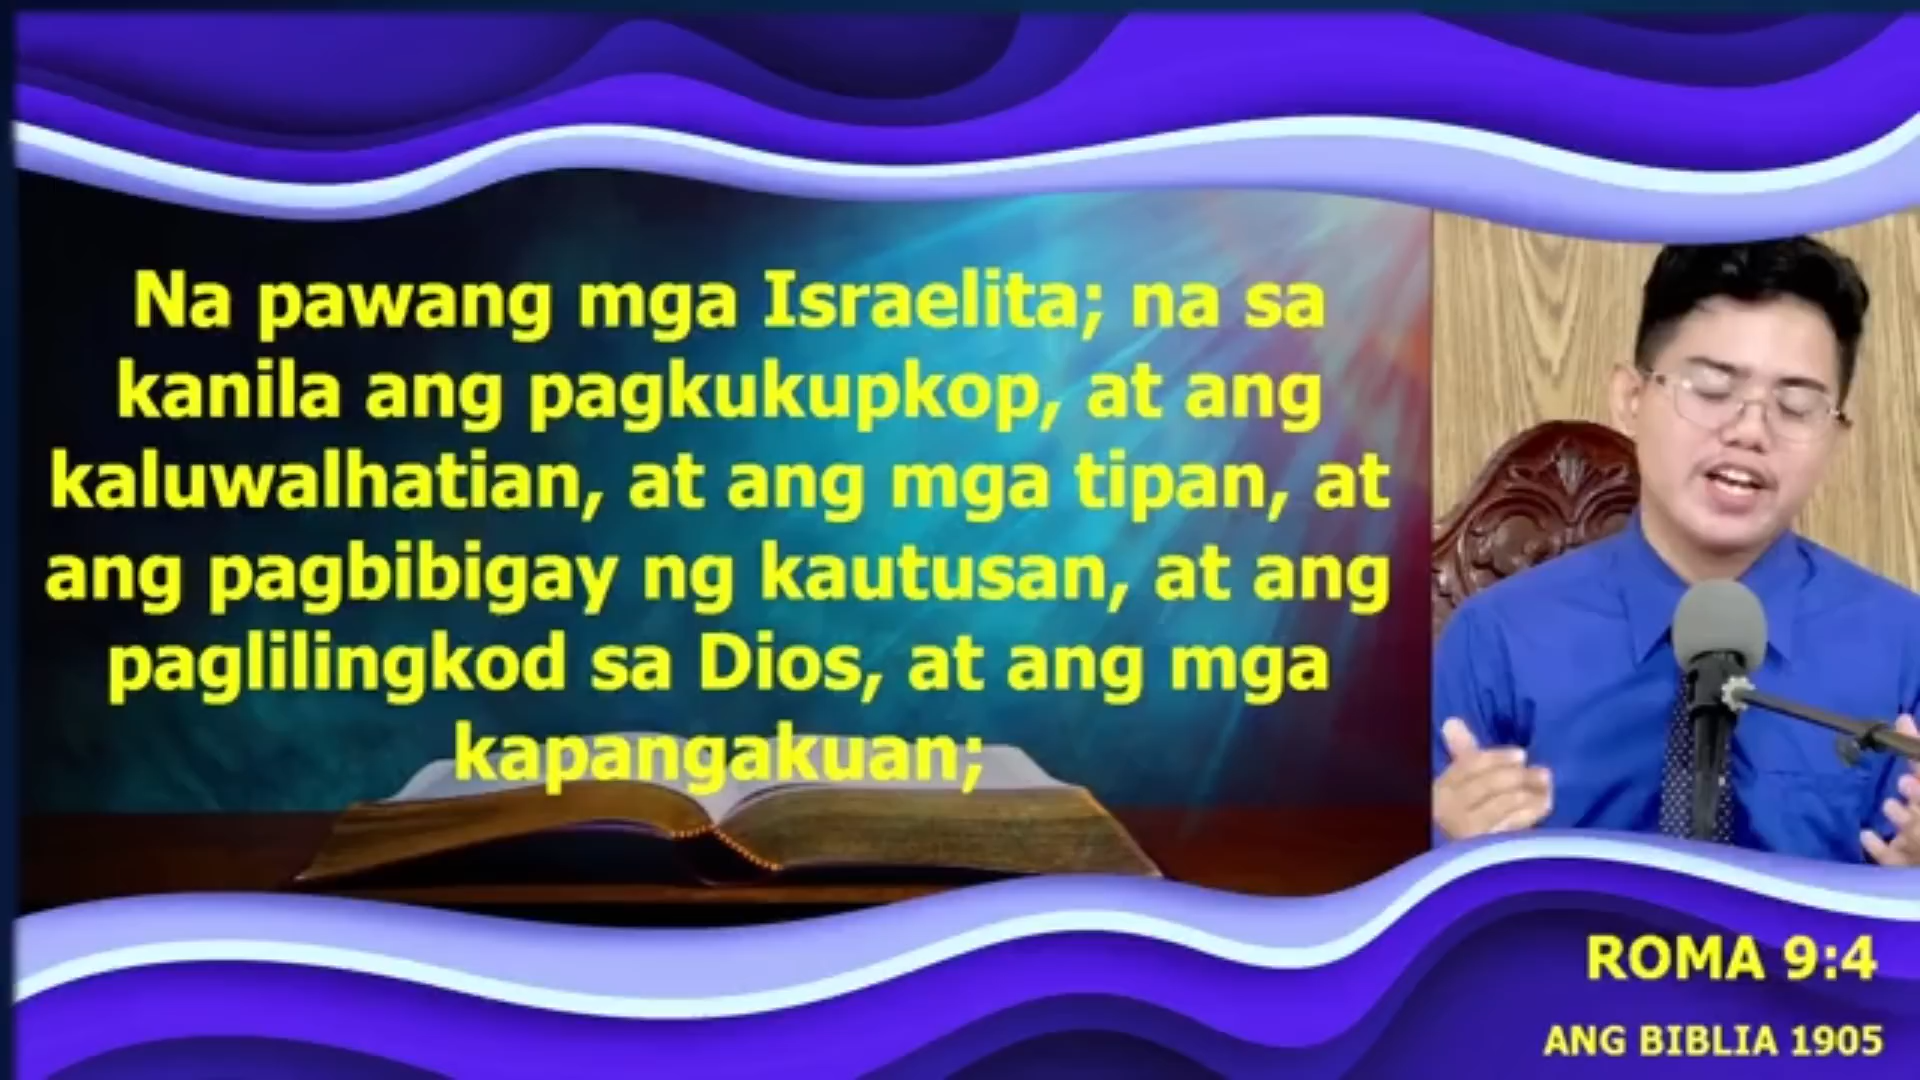 Na pawang mga Israelita; na sa
kanila ang pagkukupkop, at ang
kaluwalhatian, at ang mga tipan, at
ang pagbibigay ng kautusan, at ang
paglilingkod sa Dios, at ang mga
kapangakuan;
ROMA 9:4
ANG BIBLIA 1905